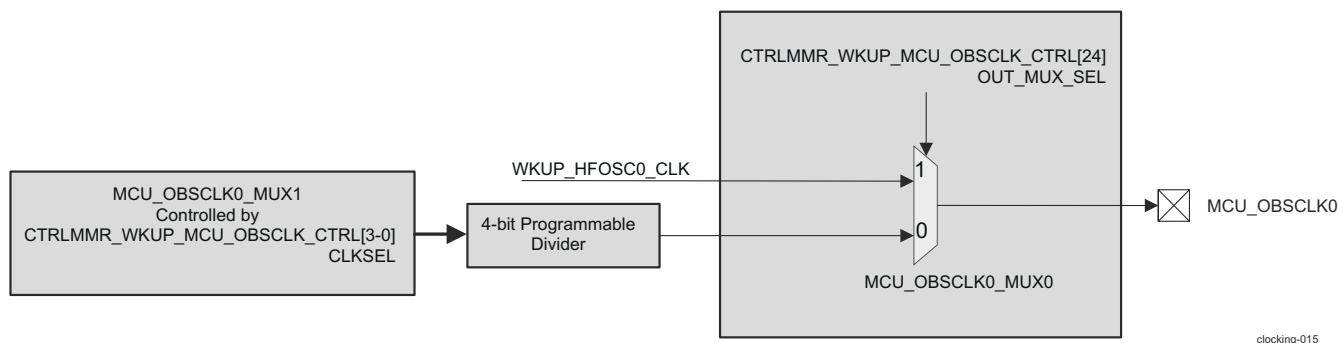 CTRLMMR_WKUP_MCU_OBSCLK_CTRL[24]
OUT_MUX_SEL
WKUP_HFOSC0_CLK
1
MCU_OBSCLK0_MUX1
Controlled by
CTRLMMR_WKUP_MCU_OBSCLK_CTRL[3-0]
CLKSEL
4-bit Programmable
Divider
0
MCU_OBSCLK0
MCU_OBSCLK0_MUX0
clocking-015